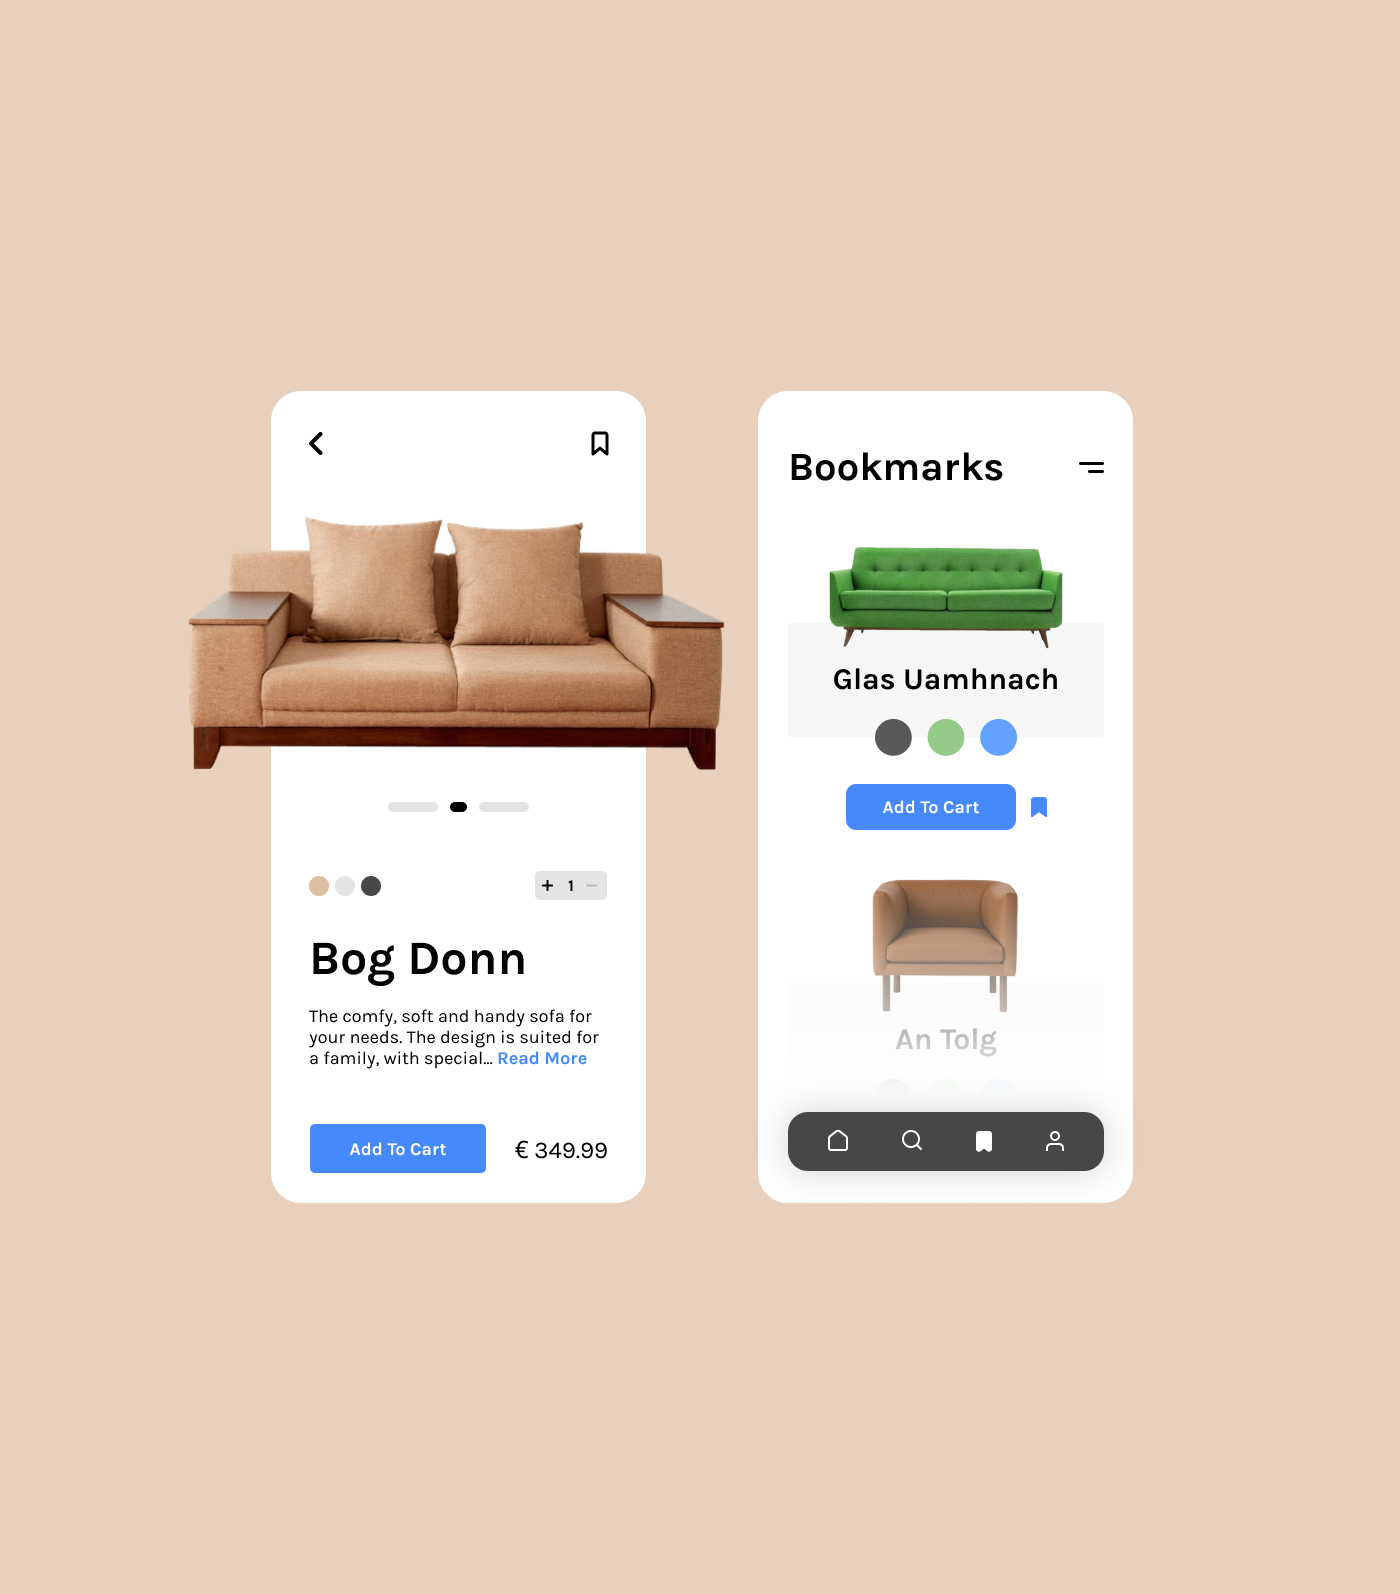 1
Bog Donn
The comfy, soft and handy sofa for
your needs. The design is suited for
a family, with special... Read More
Add To Cart
€ 349.99
Bookmarks
Glas Uamhnach
Add To Cart
An Tolg